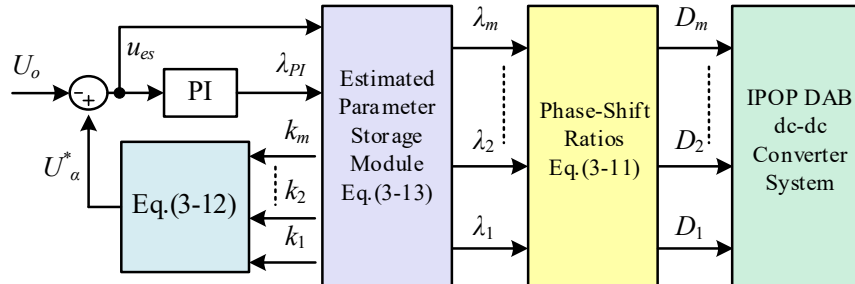 U_o
- +
u_es
PI
λ_PI
U*_α
Eq.(3-12)
k_m
k_2
k_1
Estimated
Parameter
Storage
Module
Eq.(3-13)
λ_m
λ_2
λ_1
Phase-Shift
Ratios
Eq.(3-11)
D_m
D_2
D_1
IPOP DAB
dc-dc
Converter
System